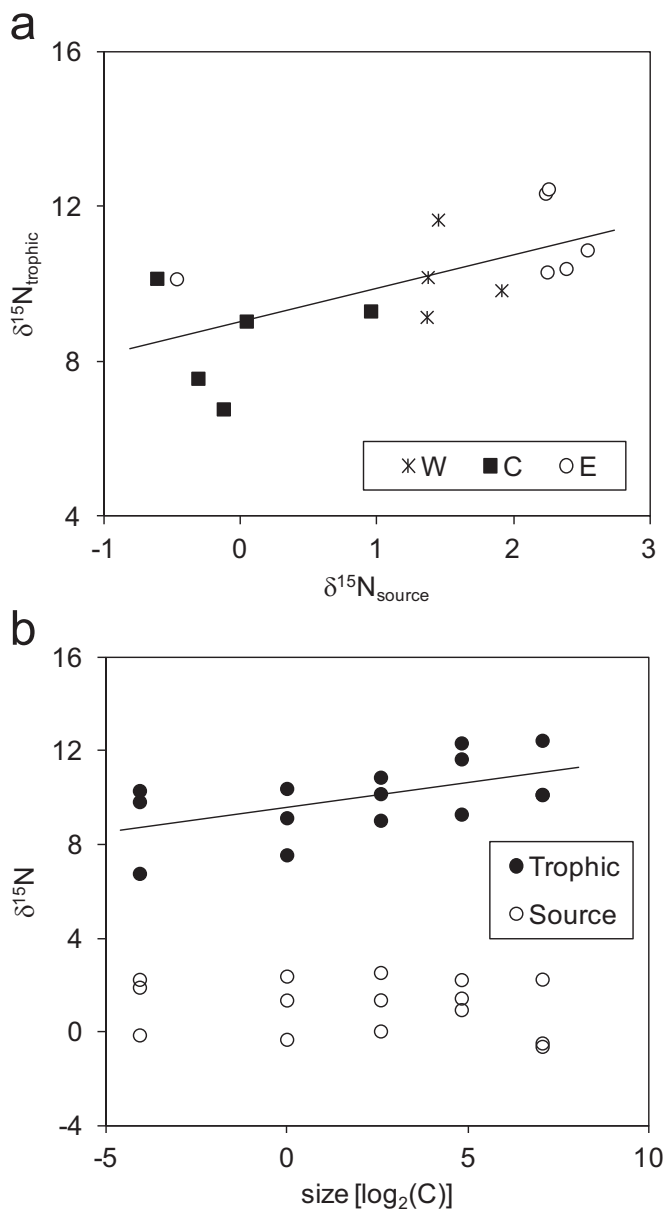 a
16
12
8
4
δ15Ntrophic
-1 0 1 2 3
δ15Nsource
W C E
b
16
12
8
4
0
-4
δ15N
Trophic
Source
-5 0 5 10
size [log2(C)]